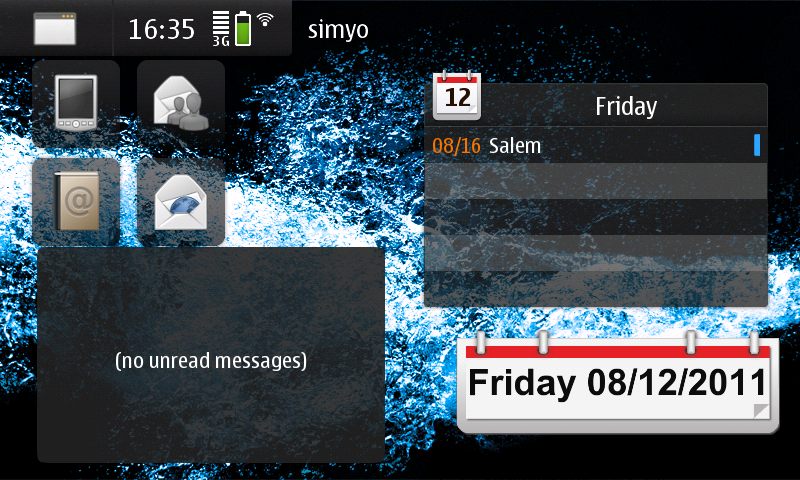 16:35
3G
simyo
12
Friday
08/16 Salem
@
(no unread messages)
Friday 08/12/2011